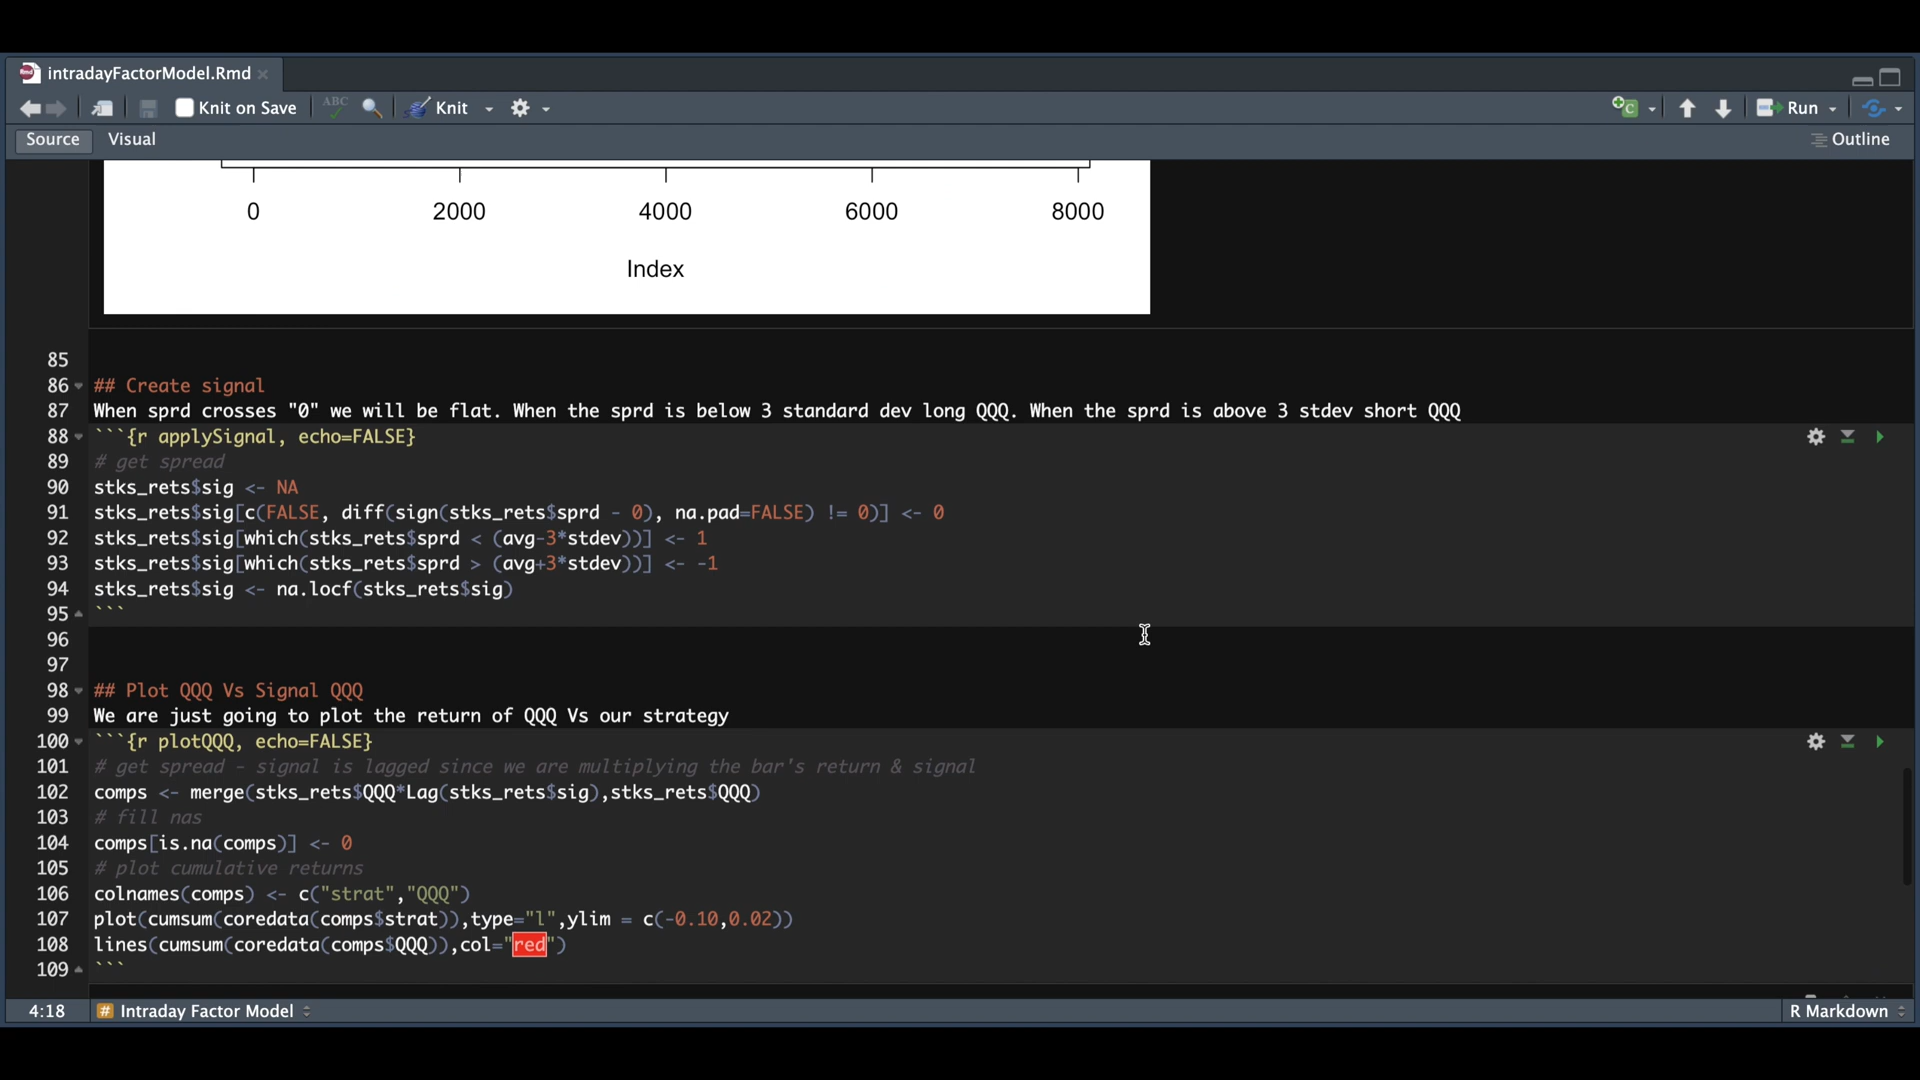 intradayFactorModel.Rmd
Knit on Save
ABC
Knit
C
Run
Source
Visual
Outline
0 2000 4000 6000 8000
Index
85
86 ## Create signal
87 When sprd crosses "0" we will be flat. When the sprd is below 3 standard dev long QQQ. When the sprd is above 3 stdev short QQQ
88 ```{r applySignal, echo=FALSE}
89 # get spread
90 stks_rets$sig <- NA
91 stks_rets$sig[c(FALSE, diff(sign(stks_rets$sprd - 0), na.pad=FALSE) != 0)] <- 0
92 stks_rets$sig[which(stks_rets$sprd < (avg-3*stdev))] <- 1
93 stks_rets$sig[which(stks_rets$sprd > (avg+3*stdev))] <- -1
94 stks_rets$sig <- na.locf(stks_rets$sig)
95 ```
96
97
98 ## Plot QQQ Vs Signal QQQ
99 We are just going to plot the return of QQQ Vs our strategy
100 ```{r plotQQQ, echo=FALSE}
101 # get spread - signal is lagged since we are multiplying the bar's return & signal
102 comps <- merge(stks_rets$QQQ*Lag(stks_rets$sig),stks_rets$QQQ)
103 # fill nas
104 comps[is.na(comps)] <- 0
105 # plot cumulative returns
106 colnames(comps) <- c("strat","QQQ")
107 plot(cumsum(coredata(comps$strat)),type="l",ylim = c(-0.10,0.02))
108 lines(cumsum(coredata(comps$QQQ)),col="red")
109 ```
4:18
# Intraday Factor Model
R Markdown